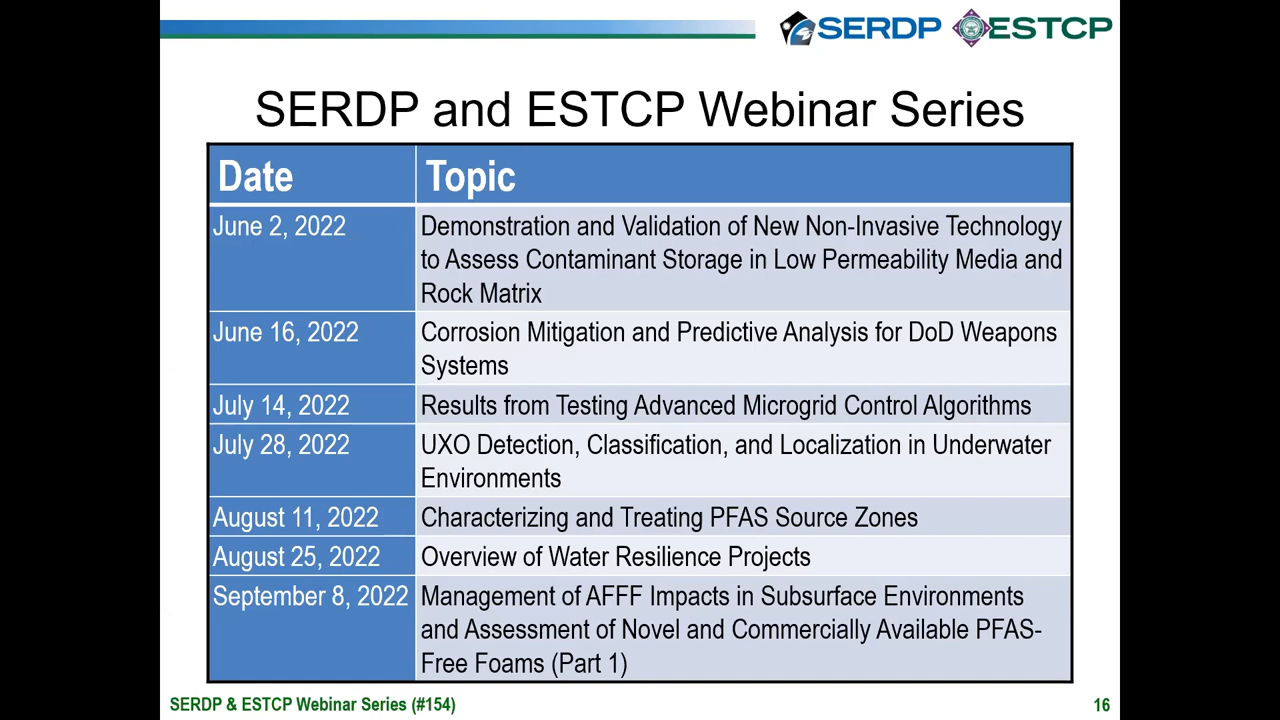 SERDP ESTCP
SERDP and ESTCP Webinar Series
Date Topic
June 2, 2022 Demonstration and Validation of New Non-Invasive Technology
to Assess Contaminant Storage in Low Permeability Media and
Rock Matrix
June 16, 2022 Corrosion Mitigation and Predictive Analysis for DoD Weapons
Systems
July 14, 2022 Results from Testing Advanced Microgrid Control Algorithms
July 28, 2022 UXO Detection, Classification, and Localization in Underwater
Environments
August 11, 2022 Characterizing and Treating PFAS Source Zones
August 25, 2022 Overview of Water Resilience Projects
September 8, 2022 Management of AFFF Impacts in Subsurface Environments
and Assessment of Novel and Commercially Available PFAS-
Free Foams (Part 1)
SERDP & ESTCP Webinar Series (#154) 16